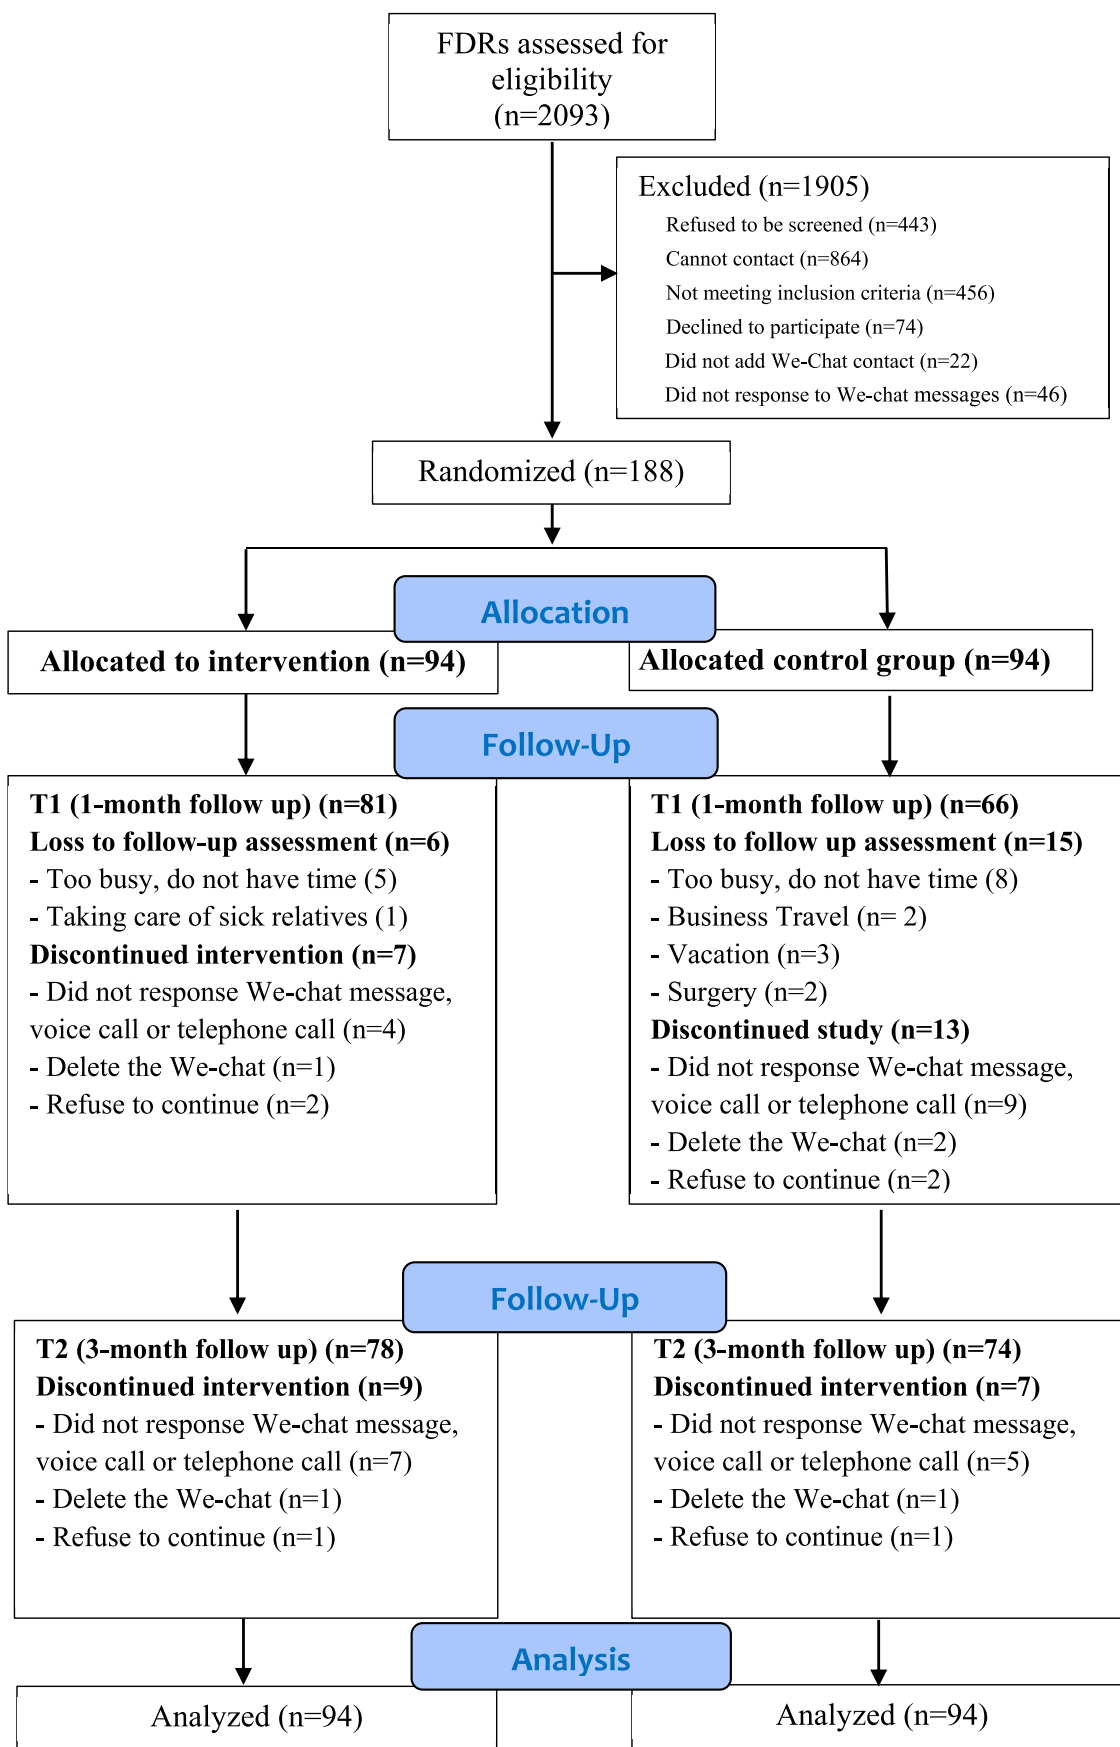 FDRs assessed for
eligibility
(n=2093)
Excluded (n=1905)
Refused to be screened (n=443)
Cannot contact (n=864)
Not meeting inclusion criteria (n=456)
Declined to participate (n=74)
Did not add We-Chat contact (n=22)
Did not response to We-chat messages (n=46)
Randomized (n=188)
Allocation
Allocated to intervention (n=94)
Allocated control group (n=94)
Follow-Up
T1 (1-month follow up) (n=81)
Loss to follow-up assessment (n=6)
- Too busy, do not have time (5)
- Taking care of sick relatives (1)
Discontinued intervention (n=7)
- Did not response We-chat message,
voice call or telephone call (n=4)
- Delete the We-chat (n=1)
- Refuse to continue (n=2)
T1 (1-month follow up) (n=66)
Loss to follow up assessment (n=15)
- Too busy, do not have time (8)
- Business Travel (n= 2)
- Vacation (n=3)
- Surgery (n=2)
Discontinued study (n=13)
- Did not response We-chat message,
voice call or telephone call (n=9)
- Delete the We-chat (n=2)
- Refuse to continue (n=2)
Follow-Up
T2 (3-month follow up) (n=78)
Discontinued intervention (n=9)
- Did not response We-chat message,
voice call or telephone call (n=7)
- Delete the We-chat (n=1)
- Refuse to continue (n=1)
T2 (3-month follow up) (n=74)
Discontinued intervention (n=7)
- Did not response We-chat message,
voice call or telephone call (n=5)
- Delete the We-chat (n=1)
- Refuse to continue (n=1)
Analysis
Analyzed (n=94)
Analyzed (n=94)